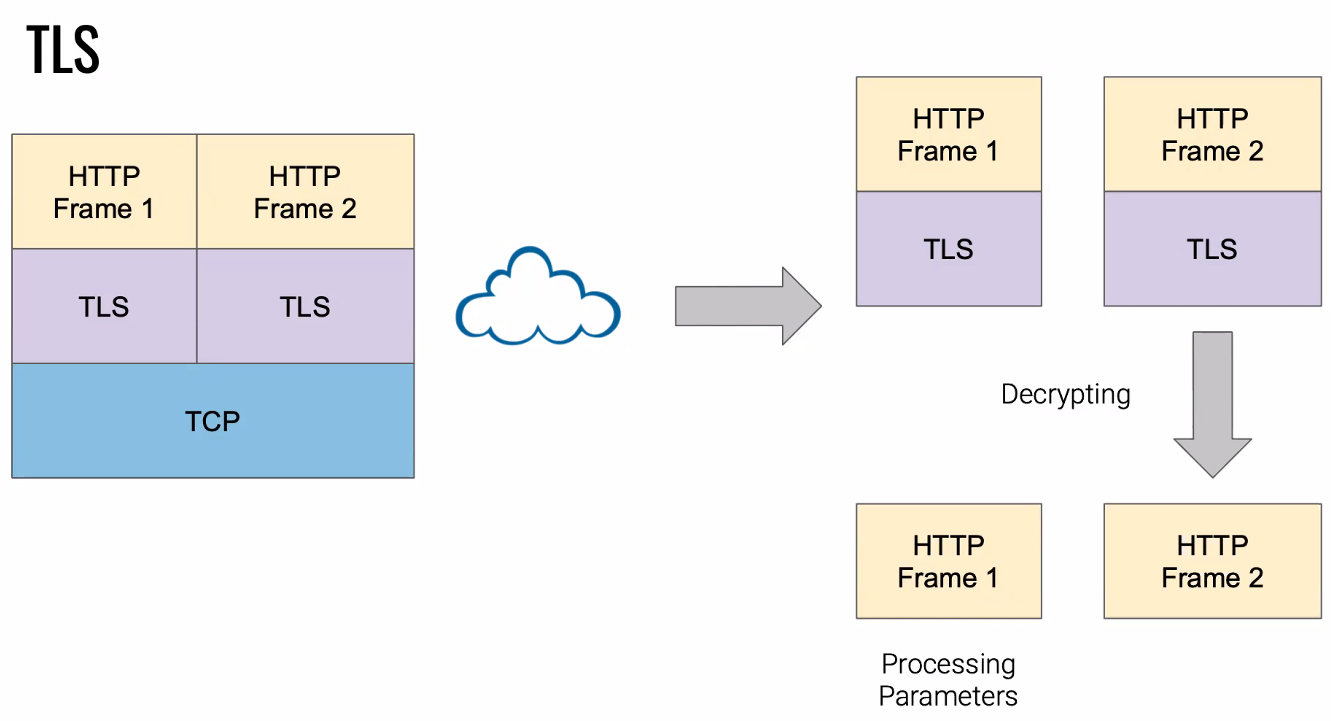 TLS
HTTP
Frame 1
HTTP
Frame 2
TLS
TLS
TCP
HTTP
Frame 1
HTTP
Frame 2
TLS
TLS
Decrypting
HTTP
Frame 1
HTTP
Frame 2
Processing
Parameters